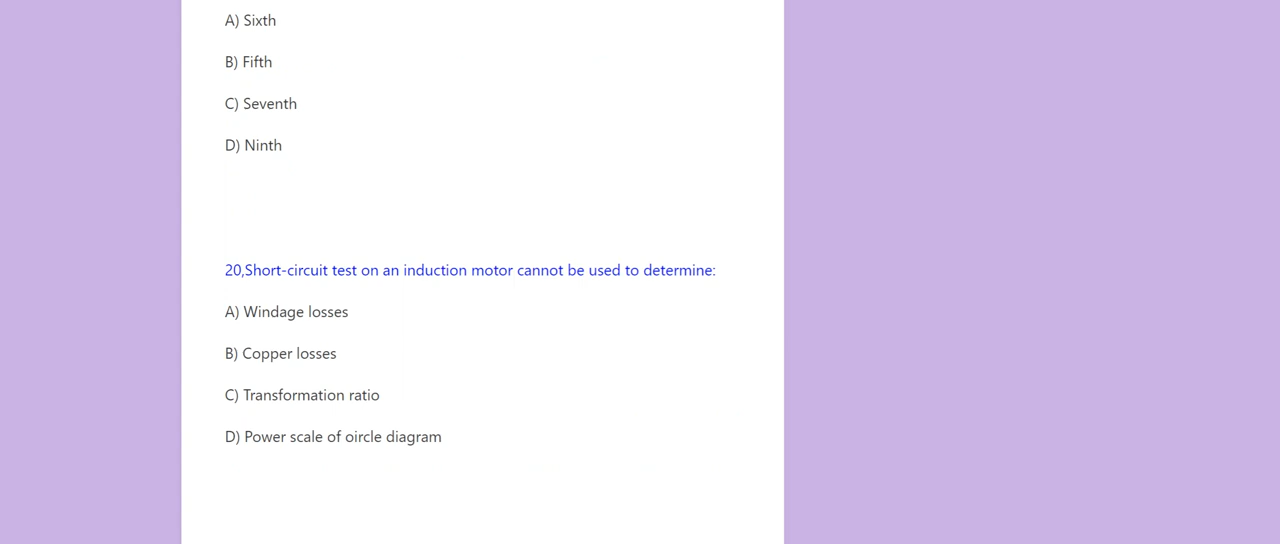 A) Sixth
B) Fifth
C) Seventh
D) Ninth
20,Short-circuit test on an induction motor cannot be used to determine:
A) Windage losses
B) Copper losses
C) Transformation ratio
D) Power scale of oircle diagram